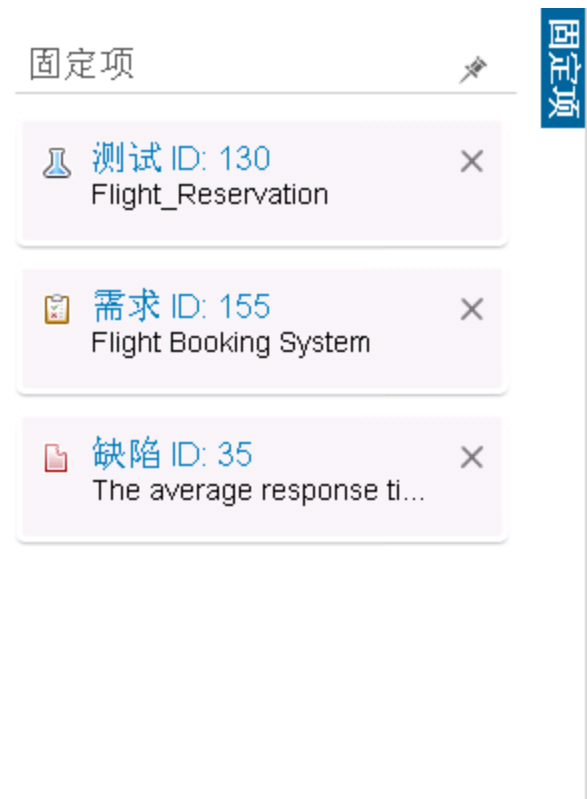 固定项
固定项
测试 ID: 130
Flight_Reservation
需求 ID: 155
Flight Booking System
缺陷 ID: 35
The average response ti...